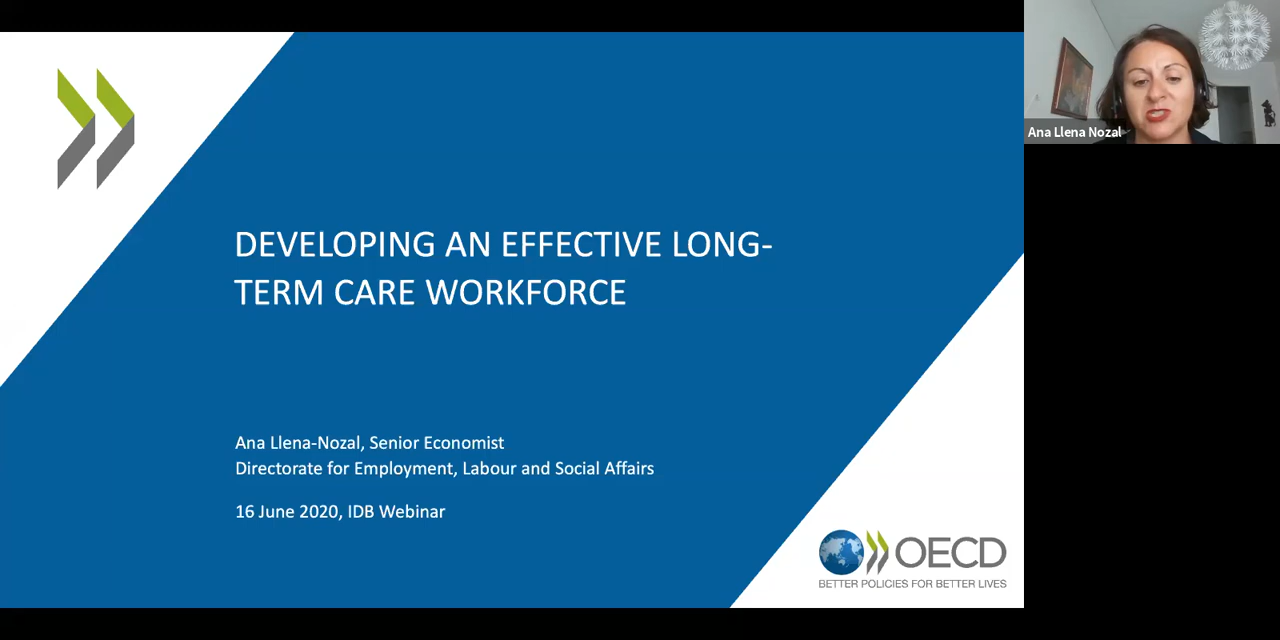 DEVELOPING AN EFFECTIVE LONG-
TERM CARE WORKFORCE
Ana Llena-Nozal, Senior Economist
Directorate for Employment, Labour and Social Affairs
16 June 2020, IDB Webinar
OECD
BETTER POLICIES FOR BETTER LIVES
Ana Llena Nozal